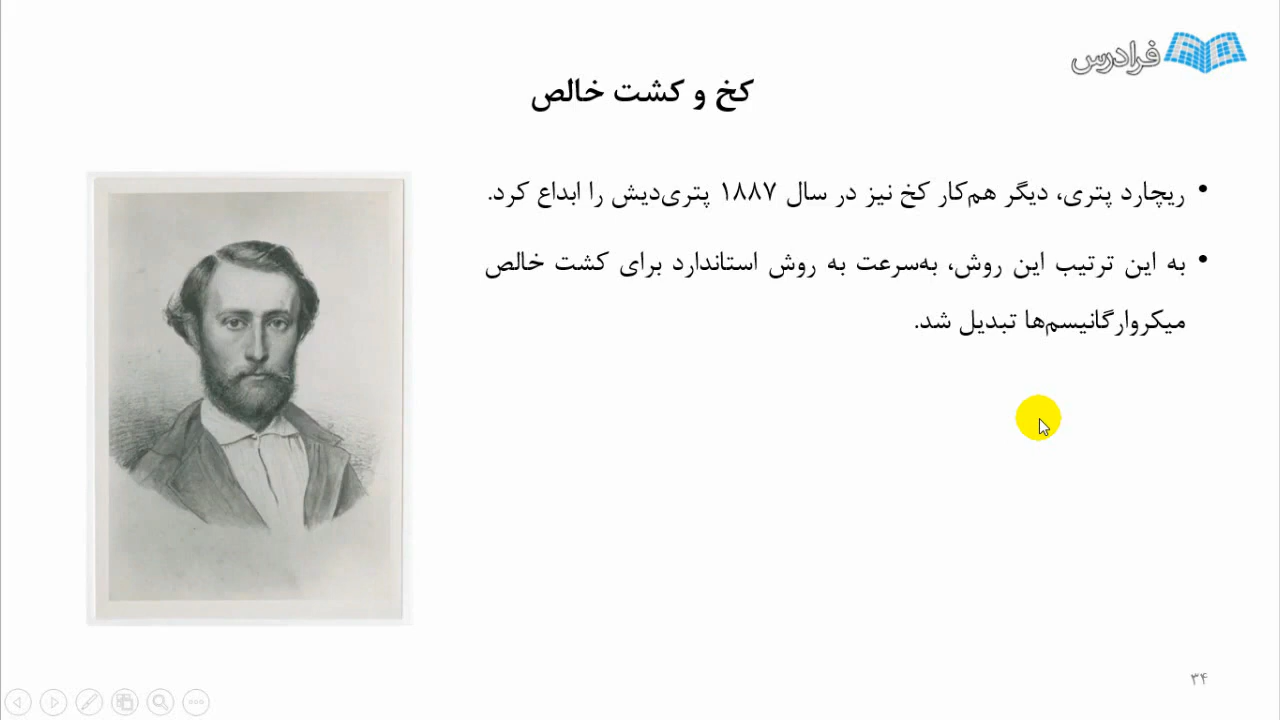 فرادرس
کخ و کشت خالص
• ریچارد پتری، دیگر هم‌کار کخ نیز در سال ۱۸۸۷ پتری‌دیش را ابداع کرد.
• به این ترتیب این روش، به‌سرعت به روش استاندارد برای کشت خالص
میکروارگانیسم‌ها تبدیل شد.
۳۴